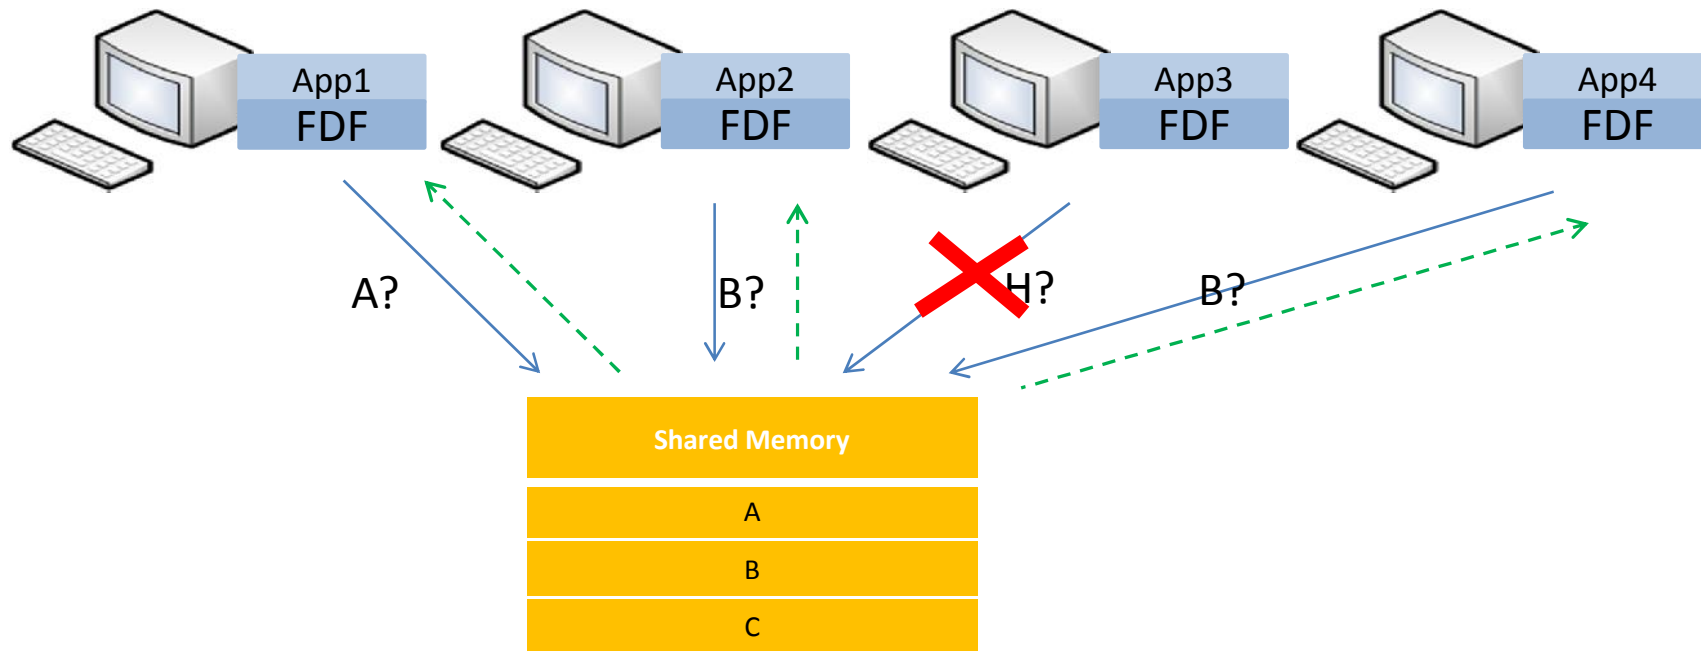 App1
FDF
App2
FDF
App3
FDF
App4
FDF
A?
B?
H?
B?
Shared Memory
A
B
C